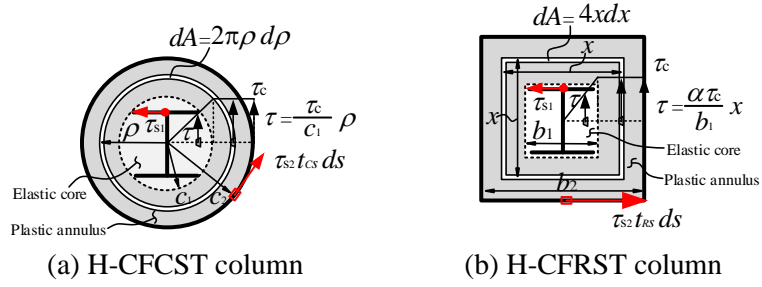 dA=2πρ dρ
τc
τS1
ρ
τ
τ = τc/c1 ρ
τS2 tCS ds
c1
c2
Elastic core
Plastic annulus
(a) H-CFCST column
dA=4xdx
x
τc
τS1
τ
x
b1
τ = ατc/b1 x
Elastic core
Plastic annulus
b2
τS2 tRS ds
(b) H-CFRST column